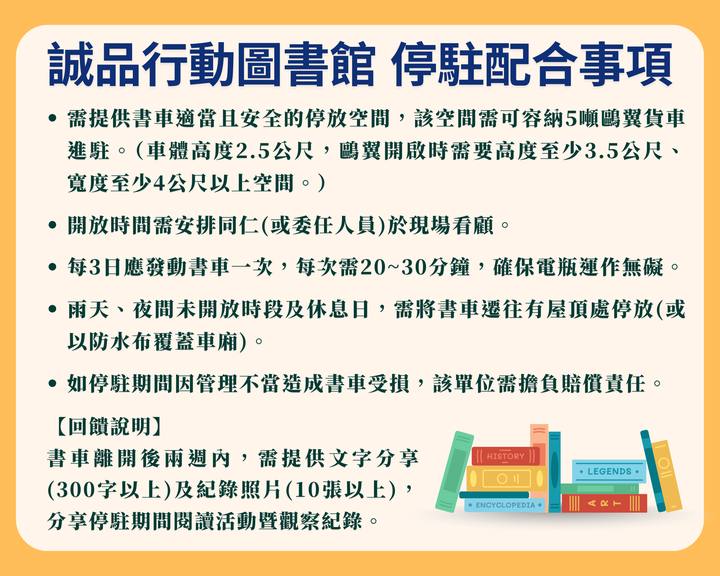 誠品行動圖書館 停駐配合事項
• 需提供書車適當且安全的停放空間，該空間需可容納5噸鷗翼貨車
進駐。（車體高度2.5公尺，鷗翼開啟時需要高度至少3.5公尺、
寬度至少4公尺以上空間。）
• 開放時間需安排同仁(或委任人員)於現場看顧。
• 每3日應發動書車一次，每次需20~30分鐘，確保電瓶運作無礙。
• 雨天、夜間未開放時段及休息日，需將書車遷往有屋頂處停放(或
以防水布覆蓋車廂)。
• 如停駐期間因管理不當造成書車受損，該單位需擔負賠償責任。
【回饋說明】
書車離開後兩週內，需提供文字分享
(300字以上)及紀錄照片(10張以上)，
分享停駐期間閱讀活動暨觀察紀錄。
HISTORY
LEGENDS
ENCYCLOPEDIA
ART